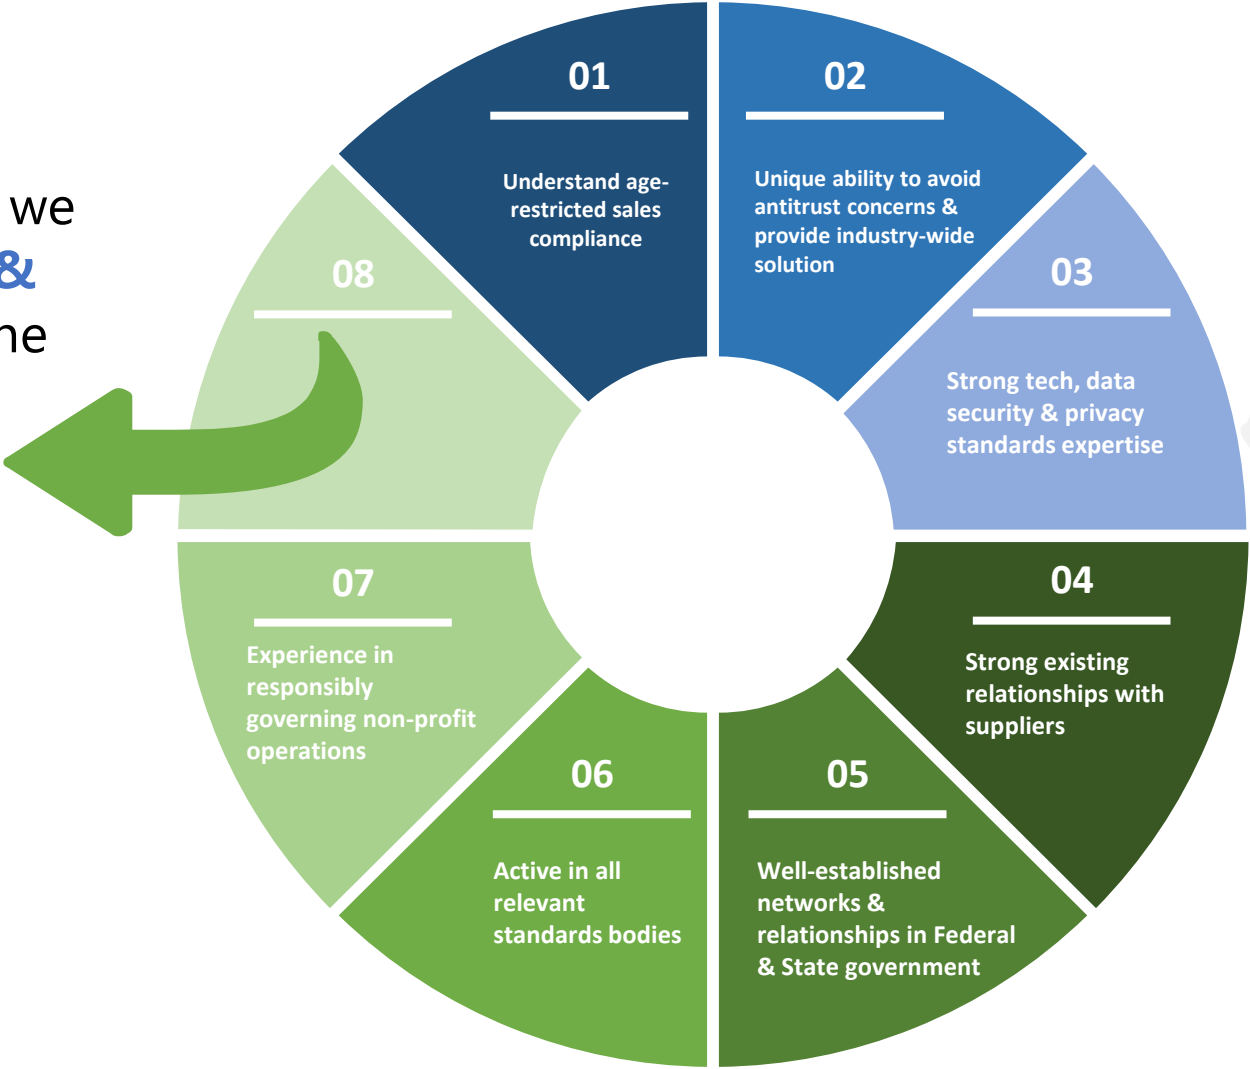 we
&
01
Understand age-
restricted sales
compliance
02
Unique ability to avoid
antitrust concerns &
provide industry-wide
solution
03
Strong tech, data
security & privacy
standards expertise
04
Strong existing
relationships with
suppliers
05
Well-established
networks &
relationships in Federal
& State government
06
Active in all
relevant
standards bodies
07
Experience in
responsibly
governing non-profit
operations
08